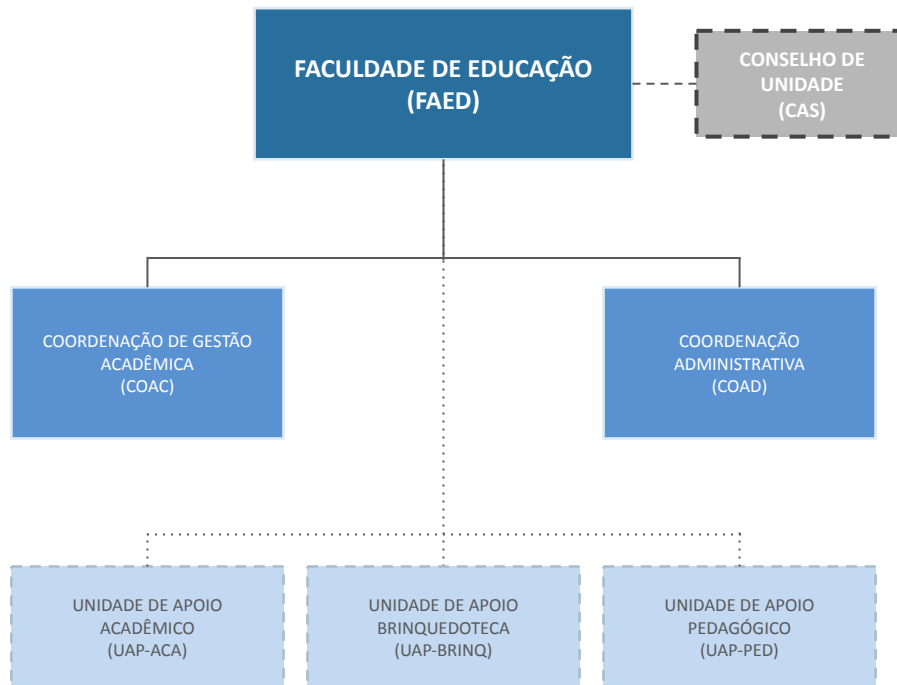 FACULDADE DE EDUCAÇÃO
(FAED)
CONSELHO DE
UNIDADE
(CAS)
COORDENAÇÃO DE GESTÃO
ACADÊMICA
(COAC)
COORDENAÇÃO
ADMINISTRATIVA
(COAD)
UNIDADE DE APOIO
ACADÊMICO
(UAP-ACA)
UNIDADE DE APOIO
BRINQUEDOTECA
(UAP-BRINQ)
UNIDADE DE APOIO
PEDAGÓGICO
(UAP-PED)